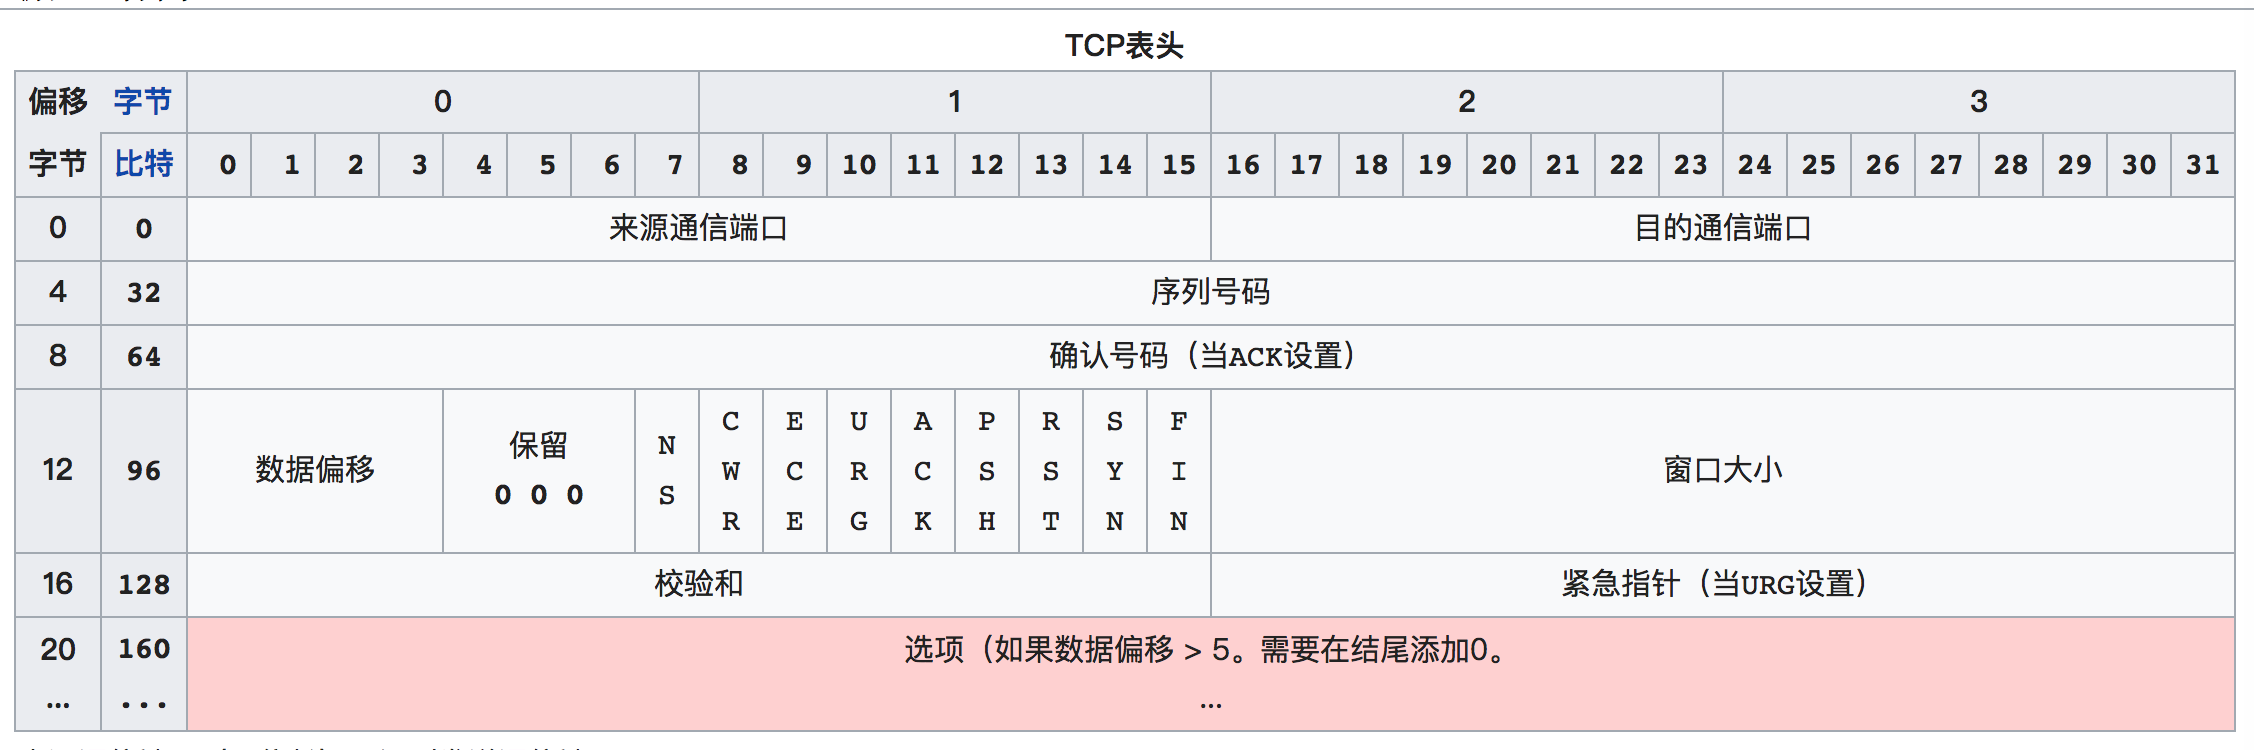 TCP表头
偏移 字节 0 1 2 3
字节 比特 0 1 2 3 4 5 6 7 8 9 10 11 12 13 14 15 16 17 18 19 20 21 22 23 24 25 26 27 28 29 30 31
0 0 来源通信端口 目的通信端口
4 32 序列号码
8 64 确认号码（当ACK设置）
12 96 数据偏移 保留 0 0 0 NS CWR ECE URG ACK PSH RST SYN FIN 窗口大小
16 128 校验和 紧急指针（当URG设置）
20 160 选项（如果数据偏移 > 5。需要在结尾添加0。
... ... ...